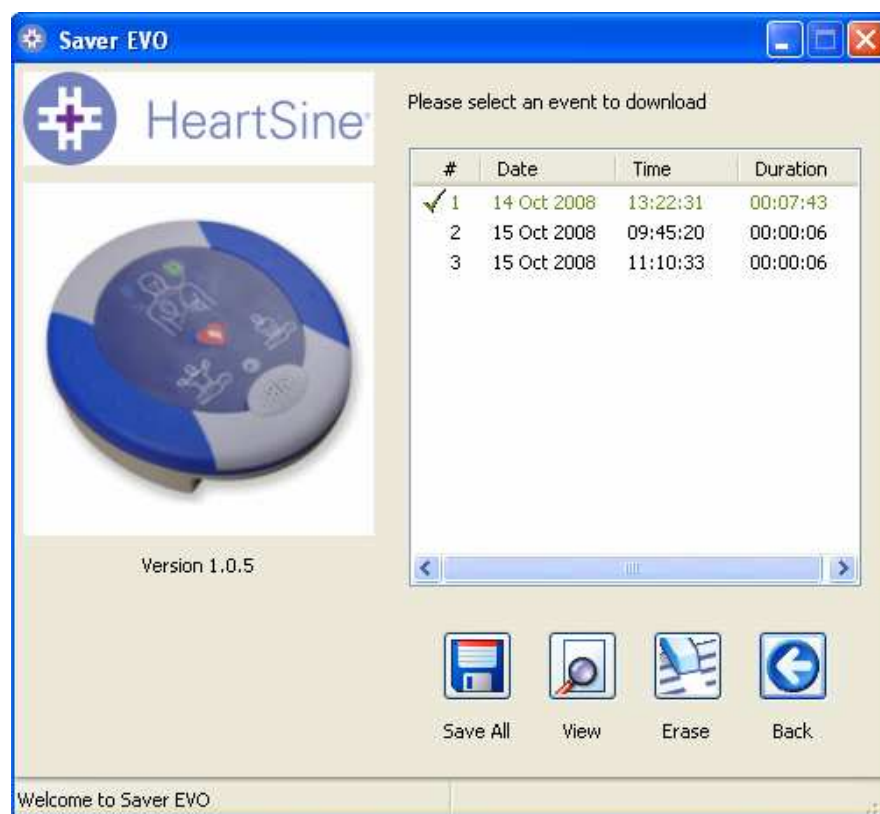 Saver EVO
HeartSine
Please select an event to download
# Date Time Duration
1 14 Oct 2008 13:22:31 00:07:43
2 15 Oct 2008 09:45:20 00:00:06
3 15 Oct 2008 11:10:33 00:00:06
Version 1.0.5
Save All View Erase Back
Welcome to Saver EVO